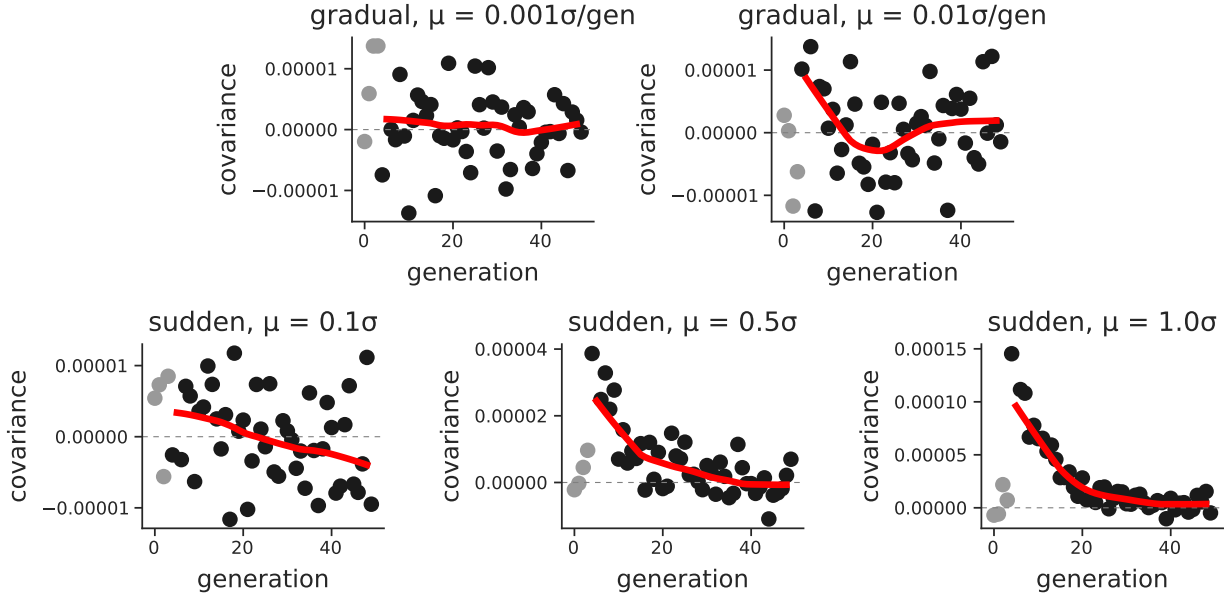 gradual, μ = 0.001σ/gen
gradual, μ = 0.01σ/gen
covariance
0.00001
0.00000
−0.00001
0
20
40
generation
covariance
0.00001
0.00000
−0.00001
0
20
40
generation
sudden, μ = 0.1σ
sudden, μ = 0.5σ
sudden, μ = 1.0σ
covariance
0.00001
0.00000
−0.00001
0
20
40
generation
covariance
0.00004
0.00002
0.00000
0
20
40
generation
covariance
0.00015
0.00010
0.00005
0.00000
0
20
40
generation